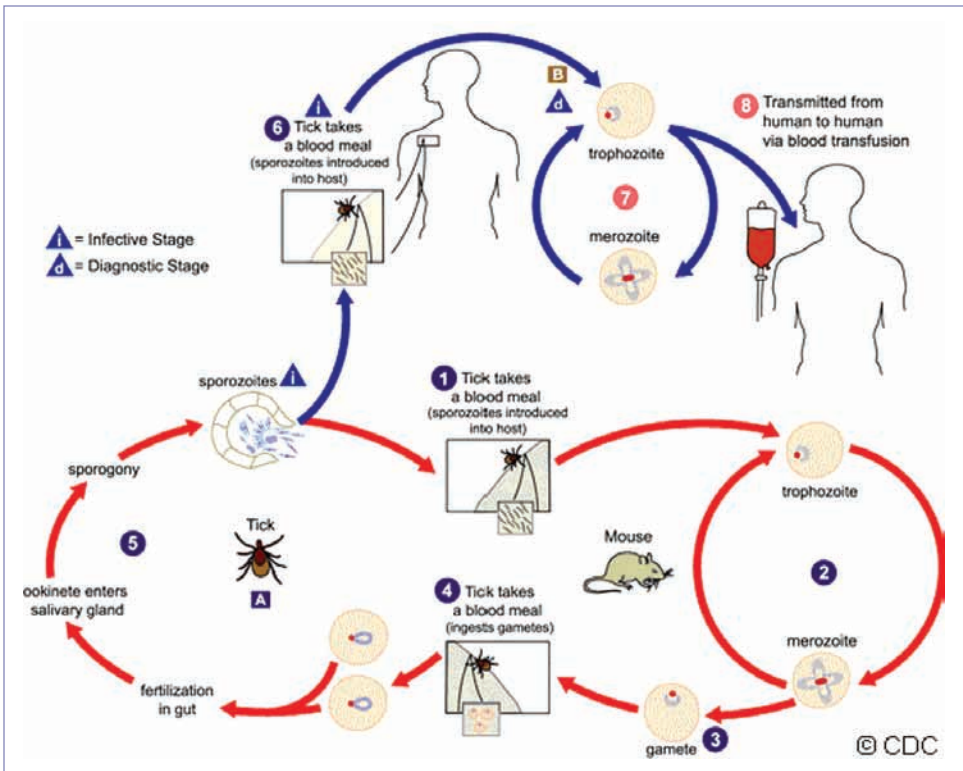 i
6 Tick takes
a blood meal
(sporozoites introduced
into host)
B
d
trophozoite
8 Transmitted from
human to human
via blood transfusion
7
merozoite
i = Infective Stage
d = Diagnostic Stage
sporozoites i
1 Tick takes
a blood meal
(sporozoites introduced
into host)
trophozoite
sporogony
5
Tick
A
Mouse
2
ookinete enters
salivary gland
4 Tick takes
a blood meal
(ingests gametes)
merozoite
fertilization
in gut
gamete 3
© CDC